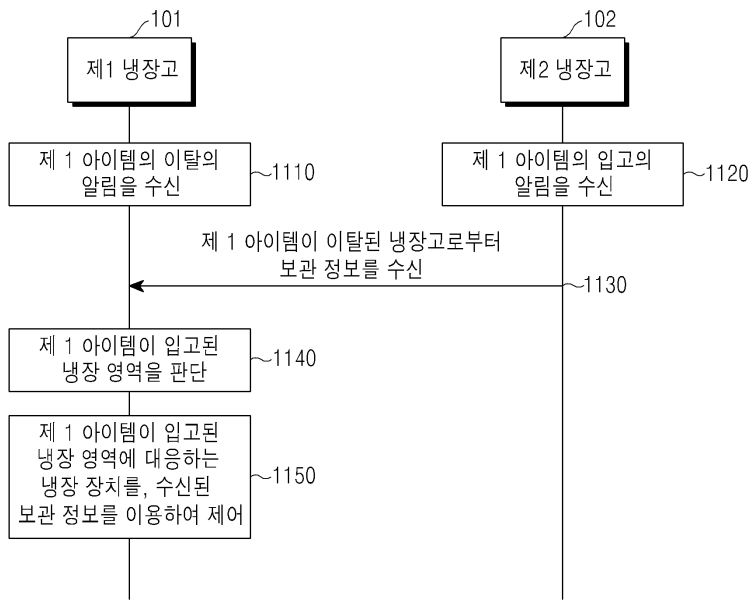 101
102
제1 냉장고
제2 냉장고
제 1 아이템의 이탈의
알림을 수신
1110
제 1 아이템의 입고의
알림을 수신
1120
제 1 아이템이 이탈된 냉장고로부터
보관 정보를 수신
1130
제 1 아이템이 입고된
냉장 영역을 판단
1140
제 1 아이템이 입고된
냉장 영역에 대응하는
냉장 장치를, 수신된
보관 정보를 이용하여 제어
1150